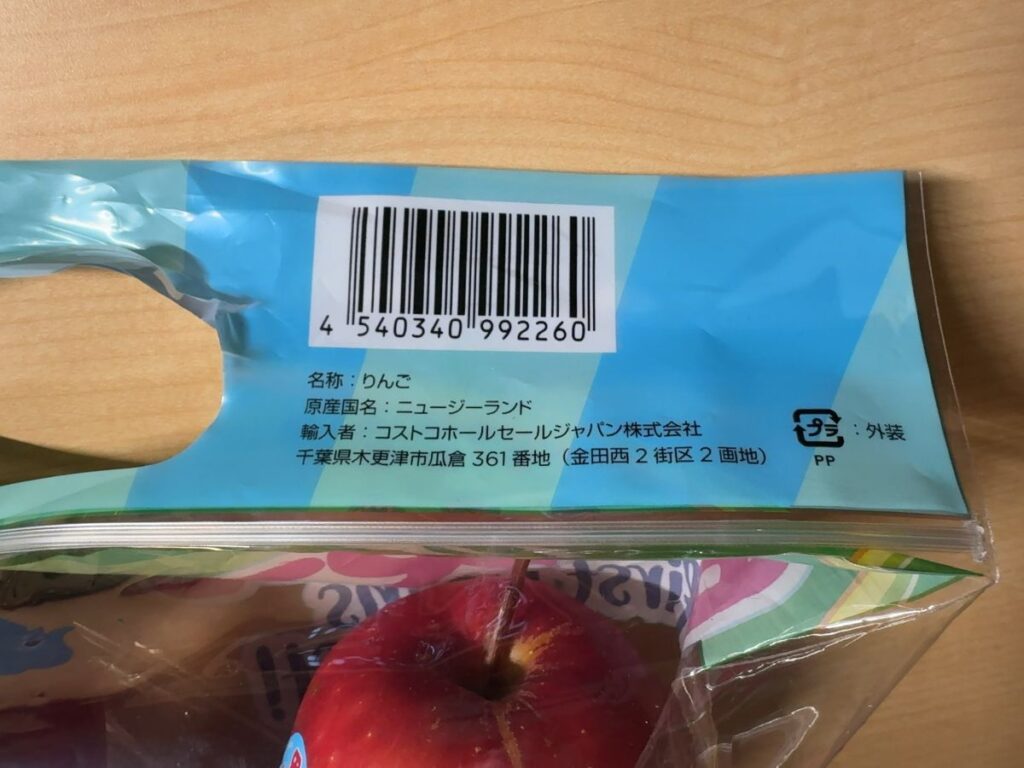 4 540340 992260
名称：りんご
原産国名：ニュージーランド
輸入者：コストコホールセールジャパン株式会社
千葉県木更津市瓜倉 361 番地（金田西 2 街区 2 画地）
プラ：外装
PP